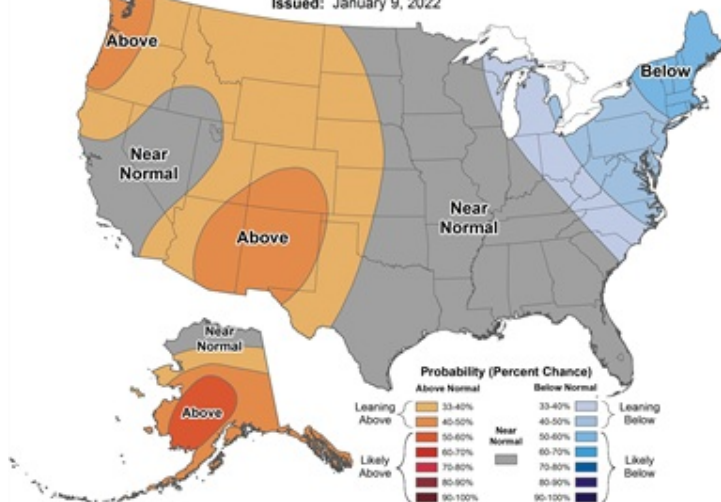 Issued: January 9, 2022
Above
Below
Near
Normal
Near
Normal
Above
Near
Normal
Above
Probability (Percent Chance)
Above Normal
Below Normal
Leaning
Above
33-40%
40-50%
Likely
Above
50-60%
60-70%
70-80%
80-90%
90-100%
Near
Normal
33-40%
40-50%
Leaning
Below
50-60%
60-70%
70-80%
80-90%
90-100%
Likely
Below